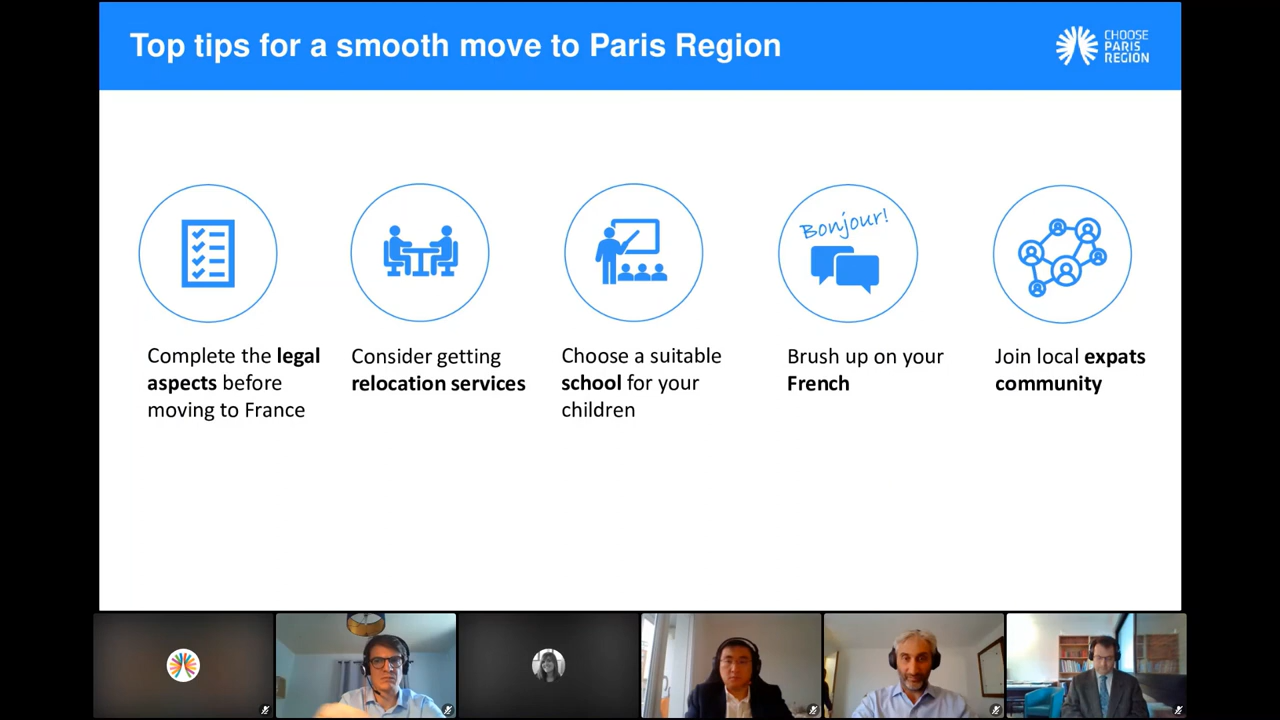 Top tips for a smooth move to Paris Region
CHOOSE
PARIS
REGION
Bonjour!
Complete the legal
aspects before
moving to France
Consider getting
relocation services
Choose a suitable
school for your
children
Brush up on your
French
Join local expats
community